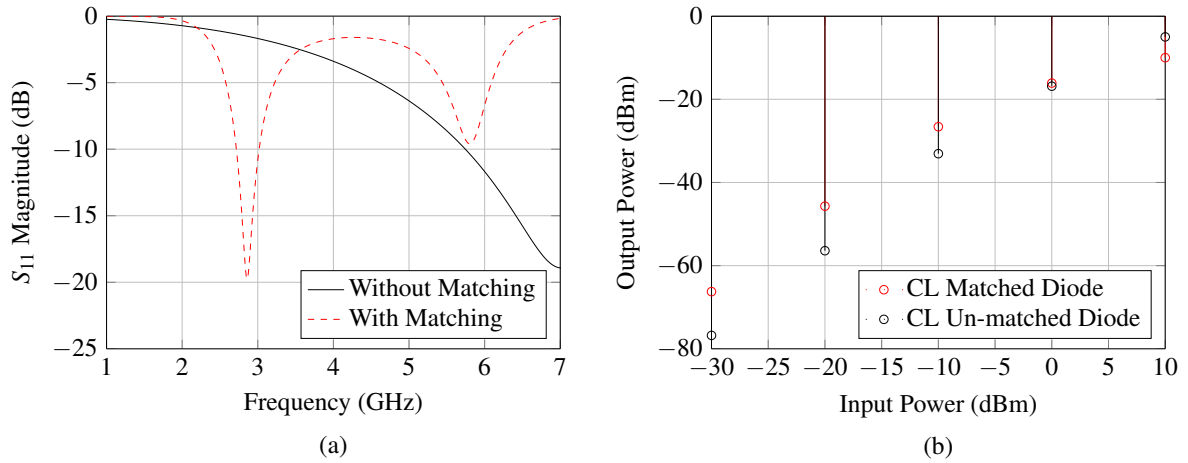 0
−5
−10
−15
−20
−25
1 2 3 4 5 6 7
S11 Magnitude (dB)
Frequency (GHz)
Without Matching
With Matching
(a)
0
−20
−40
−60
−80
−30 −25 −20 −15 −10 −5 0 5 10
Output Power (dBm)
Input Power (dBm)
CL Matched Diode
CL Un-matched Diode
(b)